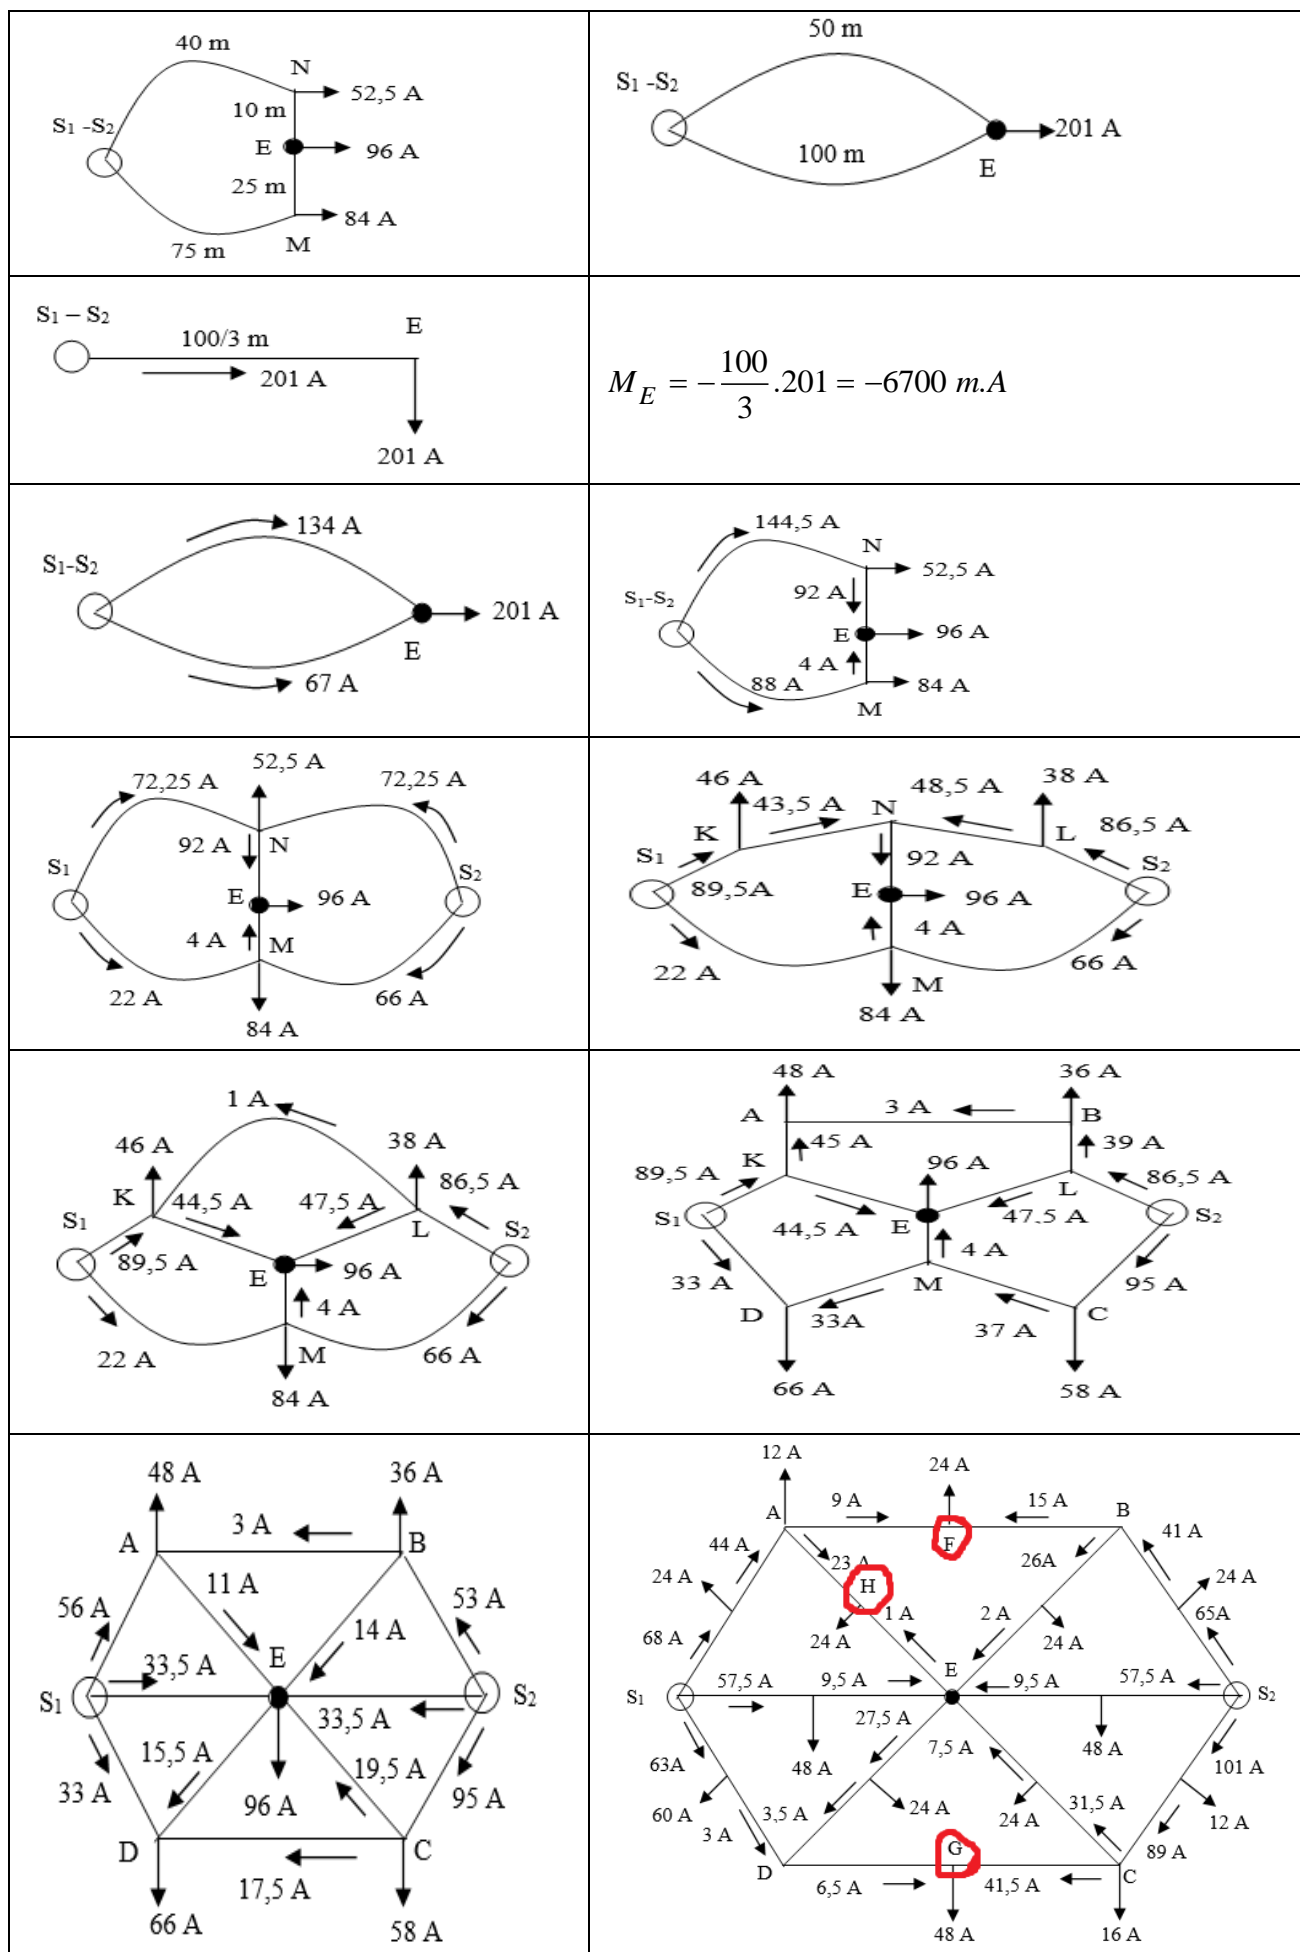 40 m
N
52,5 A
10 m
S1 -S2
E
96 A
25 m
84 A
75 m
M
50 m
S1 -S2
201 A
100 m
E
S1 – S2
E
100/3 m
201 A
201 A
M_E = -100/3 .201 = -6700 m.A
134 A
S1-S2
201 A
E
67 A
144,5 A
N
52,5 A
92 A
S1-S2
E
96 A
4 A
88 A
84 A
M
52,5 A
72,25 A
72,25 A
92 A
N
S1
S2
E
96 A
4 A
M
22 A
66 A
84 A
46 A
38 A
43,5 A
N
48,5 A
K
L
86,5 A
S1
92 A
S2
89,5A
E
96 A
4 A
22 A
66 A
M
84 A
1 A
46 A
38 A
K
44,5 A
47,5 A
86,5 A
S1
L
S2
89,5 A
E
96 A
4 A
22 A
M
66 A
84 A
48 A
36 A
A
3 A
B
45 A
39 A
89,5 A
K
96 A
L
86,5 A
S1
44,5 A
E
47,5 A
S2
4 A
33 A
M
95 A
D
33A
37 A
C
66 A
58 A
48 A
36 A
A
3 A
B
11 A
56 A
53 A
14 A
E
33,5 A
S1
S2
33,5 A
15,5 A
19,5 A
33 A
96 A
95 A
D
C
17,5 A
66 A
58 A
12 A
24 A
A
9 A
15 A
B
41 A
44 A
F
23 A
26A
24 A
H
24 A
1 A
2 A
65A
68 A
24 A
24 A
E
57,5 A
9,5 A
9,5 A
57,5 A
S1
S2
27,5 A
7,5 A
63A
48 A
48 A
101 A
60 A
3,5 A
24 A
24 A
31,5 A
12 A
3 A
G
89 A
D
C
6,5 A
41,5 A
48 A
16 A